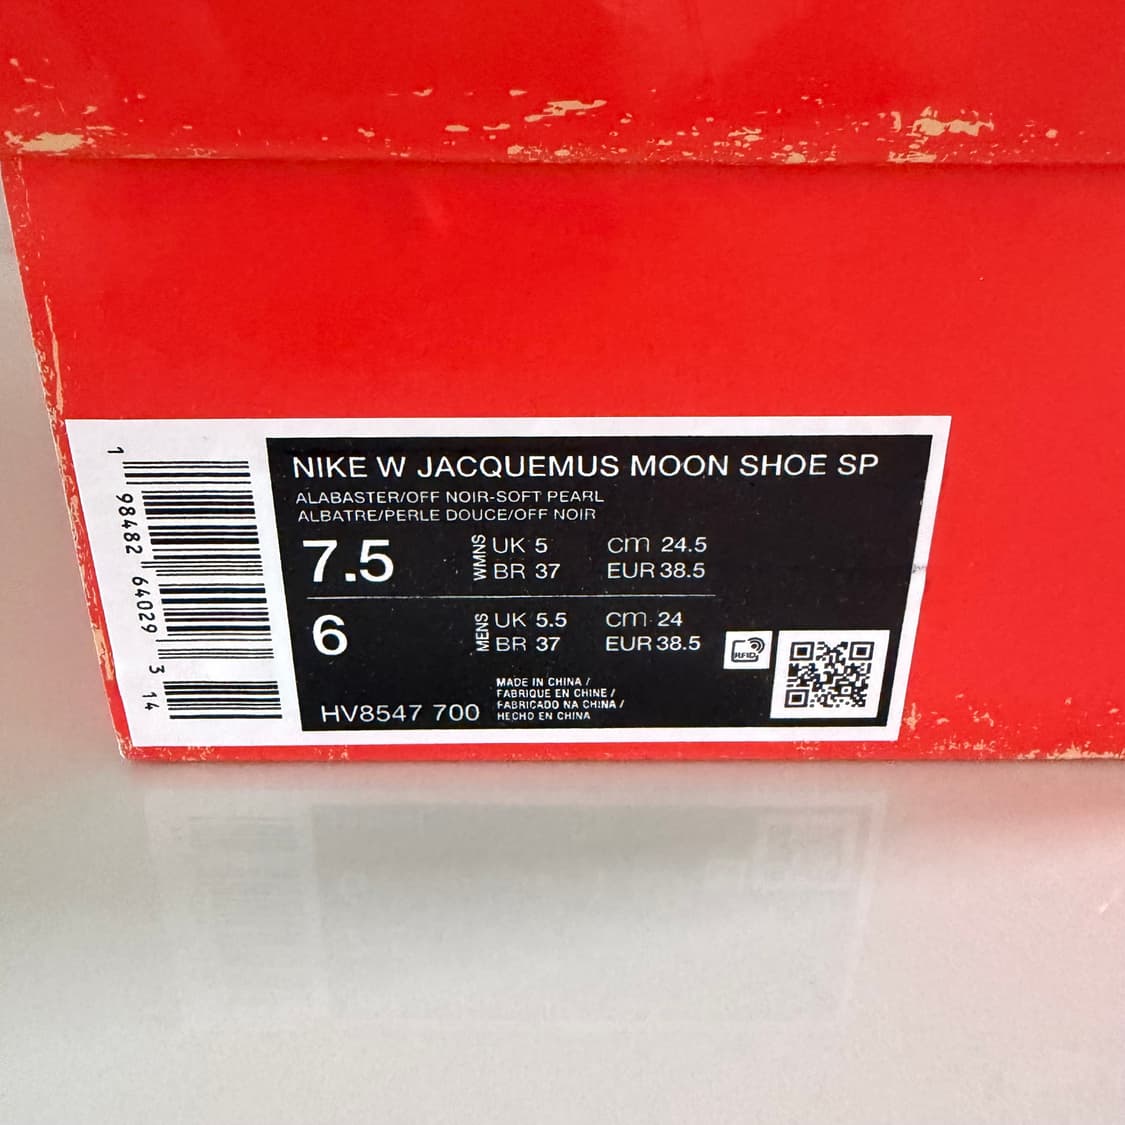 NIKE W JACQUEMUS MOON SHOE SP
ALABASTER/OFF NOIR-SOFT PEARL
ALBATRE/PERLE DOUCE/OFF NOIR
7.5
WMNS
UK 5
cm 24.5
BR 37
EUR 38.5
6
MENS
UK 5.5
cm 24
BR 37
EUR 38.5
RFID
HV8547 700
MADE IN CHINA /
FABRIQUE EN CHINE /
FABRICADO NA CHINA /
HECHO EN CHINA
1 98482 64029 3 14